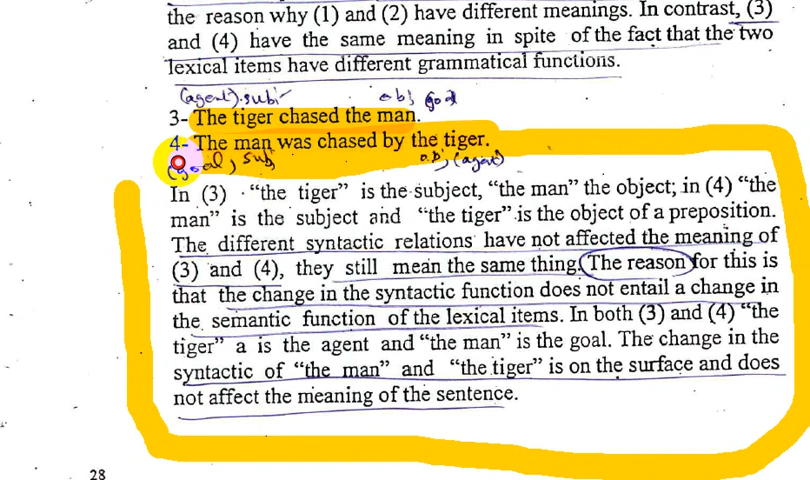 the reason why (1) and (2) have different meanings. In contrast, (3)
and (4) have the same meaning in spite of the fact that the two
lexical items have different grammatical functions.
(agent) subj obj goal
3- The tiger chased the man.
4- The man was chased by the tiger.
(goal, sub obj (agent)
In (3) "the tiger" is the subject, "the man" the object; in (4) "the
man" is the subject and "the tiger" is the object of a preposition.
The different syntactic relations have not affected the meaning of
(3) and (4), they still mean the same thing. The reason for this is
that the change in the syntactic function does not entail a change in
the semantic function of the lexical items. In both (3) and (4) "the
tiger" a is the agent and "the man" is the goal. The change in the
syntactic of "the man" and "the tiger" is on the surface and does
not affect the meaning of the sentence.
28